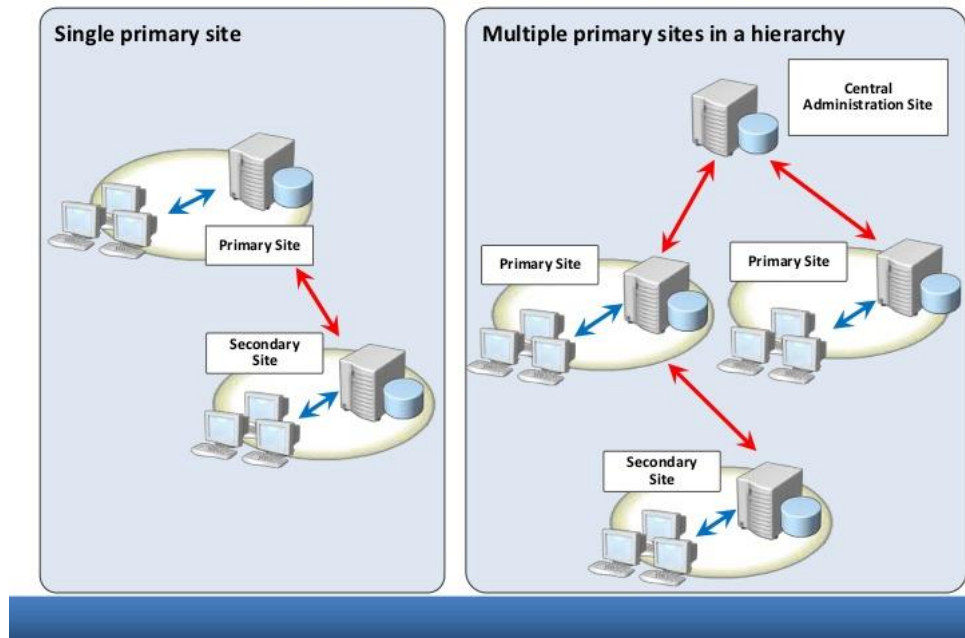 Single primary site
Primary Site
Secondary
Site
Multiple primary sites in a hierarchy
Central
Administration Site
Primary Site
Primary Site
Secondary
Site